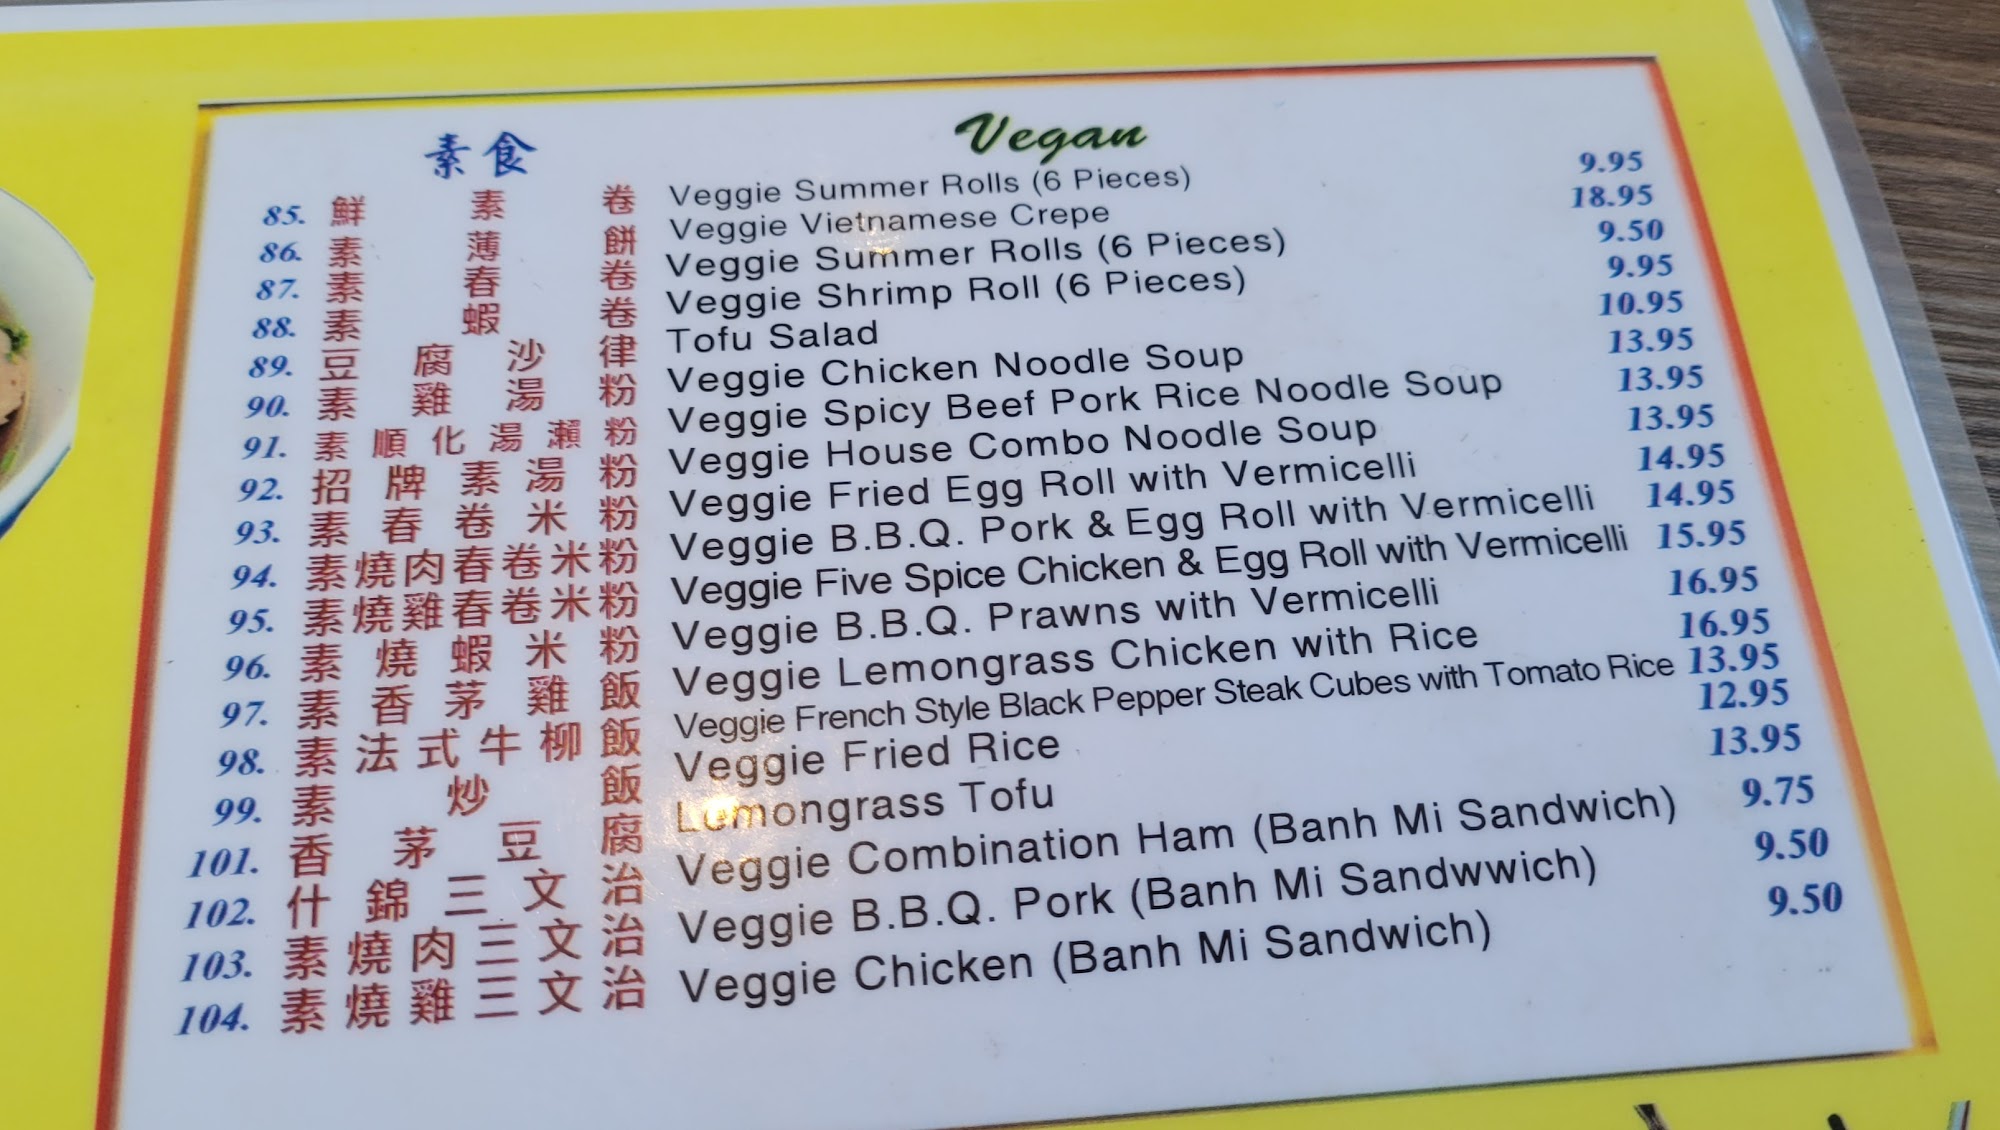 素食 Vegan
85. 鮮素卷 Veggie Summer Rolls (6 Pieces) 9.95
86. 素薄餅 Veggie Vietnamese Crepe 18.95
87. 素春卷 Veggie Summer Rolls (6 Pieces) 9.50
88. 素蝦卷 Veggie Shrimp Roll (6 Pieces) 9.95
89. 豆腐沙律 Tofu Salad 10.95
90. 素雞湯粉 Veggie Chicken Noodle Soup 13.95
91. 素順化湯瀨粉 Veggie Spicy Beef Pork Rice Noodle Soup 13.95
92. 招牌素湯粉 Veggie House Combo Noodle Soup 13.95
93. 素春卷米粉 Veggie Fried Egg Roll with Vermicelli 14.95
94. 素燒肉春卷米粉 Veggie B.B.Q. Pork & Egg Roll with Vermicelli 14.95
95. 素燒雞春卷米粉 Veggie Five Spice Chicken & Egg Roll with Vermicelli 15.95
96. 素燒蝦米粉 Veggie B.B.Q. Prawns with Vermicelli 16.95
97. 素香茅雞飯 Veggie Lemongrass Chicken with Rice 16.95
98. 素法式牛柳飯 Veggie French Style Black Pepper Steak Cubes with Tomato Rice 13.95
99. 素炒飯 Veggie Fried Rice 12.95
101. 香茅豆腐 Lemongrass Tofu 13.95
102. 什錦三文治 Veggie Combination Ham (Banh Mi Sandwich) 9.75
103. 素燒肉三文治 Veggie B.B.Q. Pork (Banh Mi Sandwwich) 9.50
104. 素燒雞三文治 Veggie Chicken (Banh Mi Sandwich) 9.50